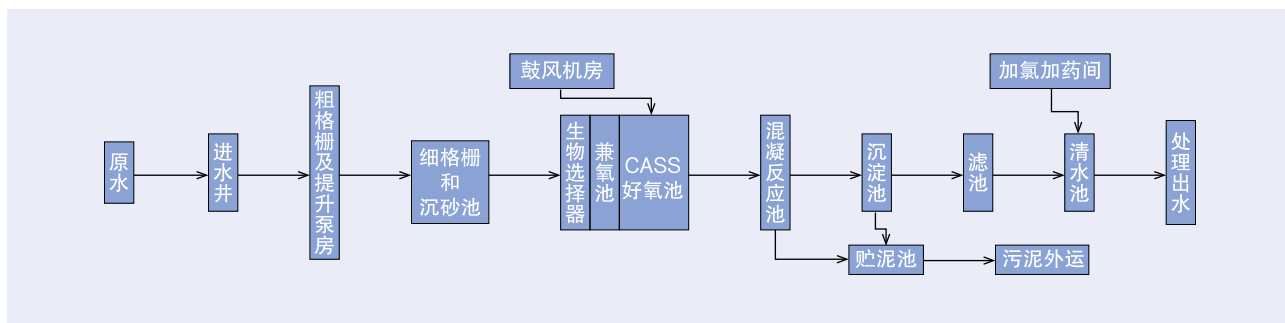 原水
进水井
粗格栅及提升泵房
细格栅
和
沉砂池
鼓风机房
生物选择器
兼氧池
CASS
好氧池
混凝反应池
沉淀池
贮泥池
污泥外运
滤池
加氯加药间
清水池
处理出水